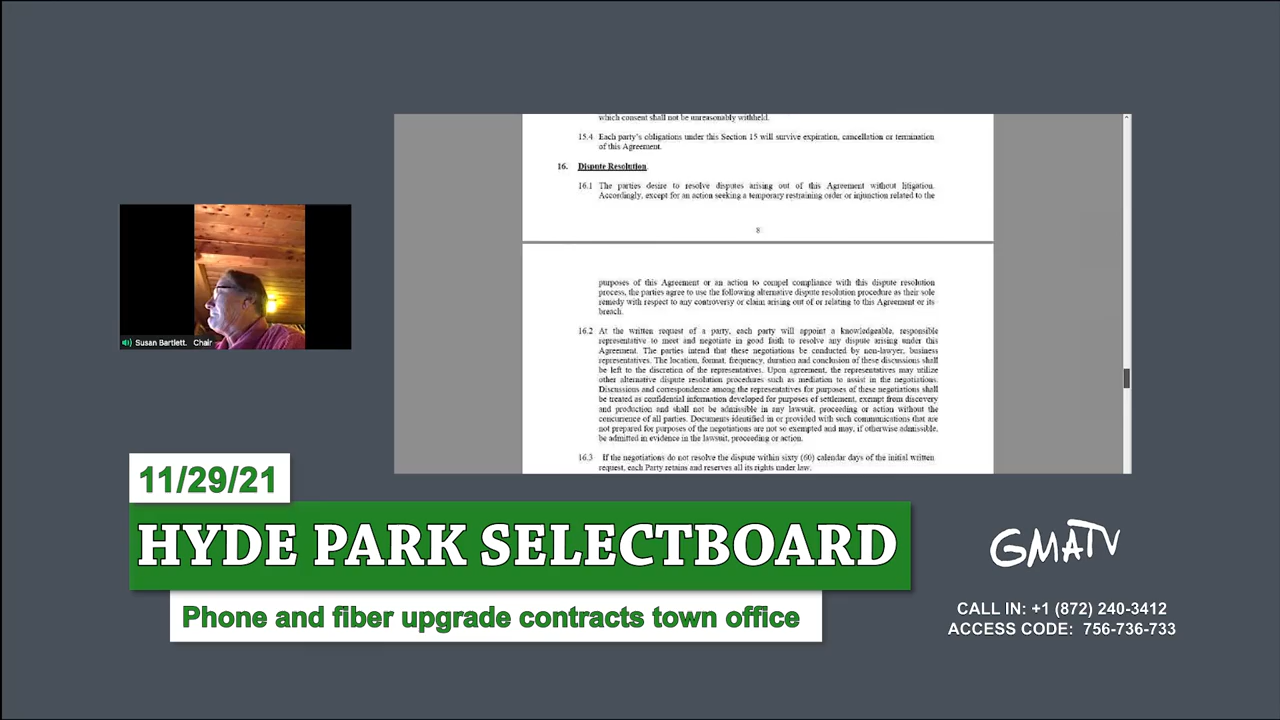 which consent shall not be unreasonably withheld.
15.4 Each party's obligations under this Section 15 will survive expiration, cancellation or termination
of this Agreement.
16. Dispute Resolution.
16.1 The parties desire to resolve disputes arising out of this Agreement without litigation.
Accordingly, except for an action seeking a temporary restraining order or injunction related to the
8
purposes of this Agreement or an action to compel compliance with this dispute resolution
process, the parties agree to use the following alternative dispute resolution procedure as their sole
remedy with respect to any controversy or claim arising out of or relating to this Agreement or its
breach.
16.2 At the written request of a party, each party will appoint a knowledgeable, responsible
representative to meet and negotiate in good faith to resolve any dispute arising under this
Agreement. The parties intend that these negotiations be conducted by non-lawyer, business
representatives. The location, format, frequency, duration and conclusion of these discussions shall
be left to the discretion of the representatives. Upon agreement, the representatives may utilize
other alternative dispute resolution procedures such as mediation to assist in the negotiations.
Discussions and correspondence among the representatives for purposes of these negotiations shall
be treated as confidential information developed for purposes of settlement, exempt from discovery
and production and shall not be admissible in any lawsuit, proceeding or action without the
concurrence of all parties. Documents identified in or provided with such communications that are
not prepared for purposes of the negotiations are not so exempted and may, if otherwise admissible,
be admitted in evidence in the lawsuit, proceeding or action.
16.3 If the negotiations do not resolve the dispute within sixty (60) calendar days of the initial written
request, each Party retains and reserves all its rights under law.
Susan Bartlett. Chair
11/29/21
HYDE PARK SELECTBOARD
Phone and fiber upgrade contracts town office
GMATV
CALL IN: +1 (872) 240-3412
ACCESS CODE: 756-736-733